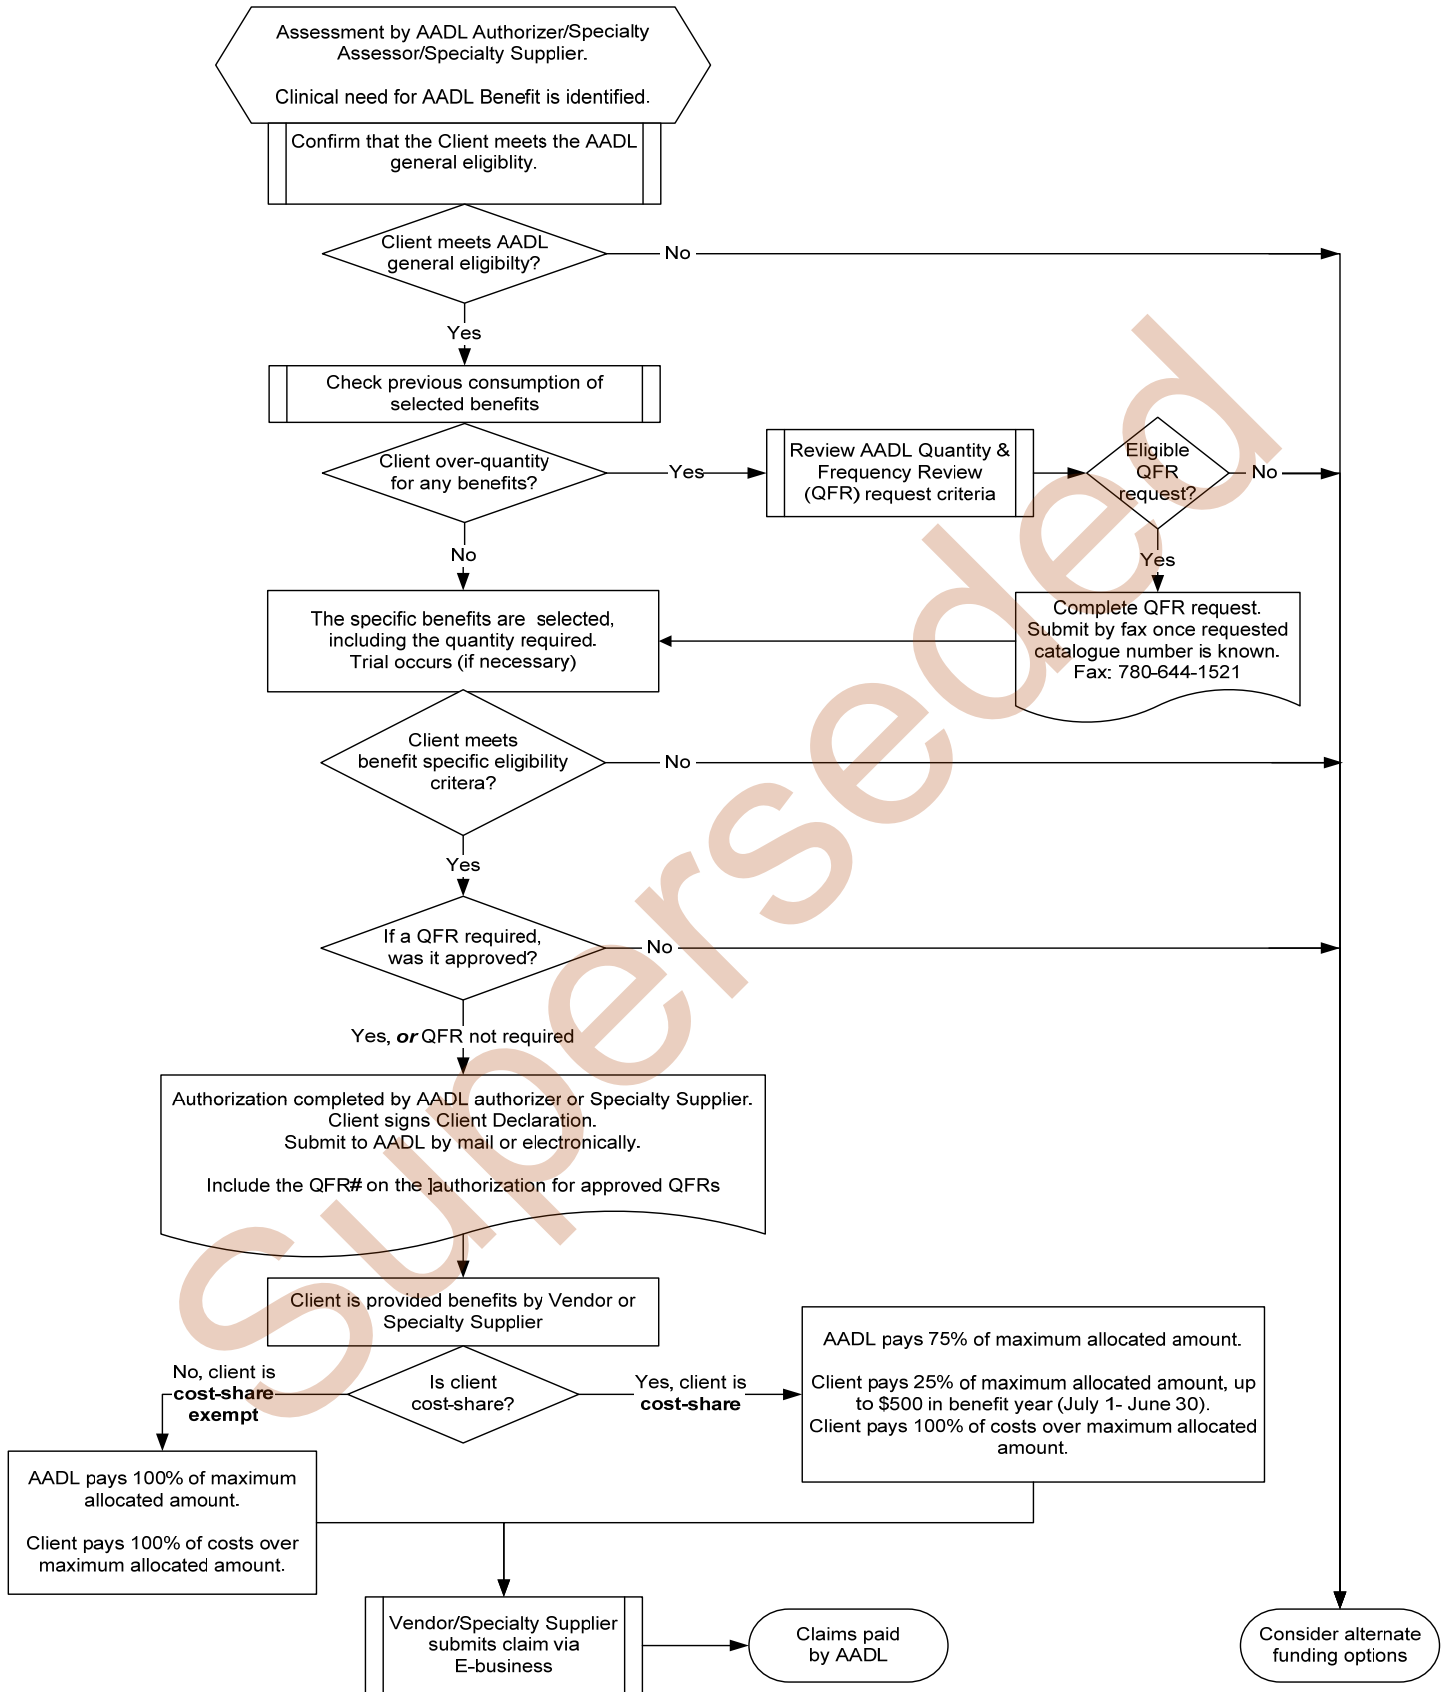 Assessment by AADL Authorizer/Specialty
Assessor/Specialty Supplier.
Clinical need for AADL Benefit is identified.
Confirm that the Client meets the AADL
general eligiblity.
Client meets AADL
general eligibilty?
No
Yes
Check previous consumption of
selected benefits
Client over-quantity
for any benefits?
Yes
Review AADL Quantity &
Frequency Review
(QFR) request criteria
Eligible
QFR
request?
No
Yes
No
Complete QFR request.
Submit by fax once requested
catalogue number is known.
Fax: 780-644-1521
The specific benefits are selected,
including the quantity required.
Trial occurs (if necessary)
Client meets
benefit specific eligibility
critera?
No
Yes
If a QFR required,
was it approved?
No
Yes, or QFR not required
Authorization completed by AADL authorizer or Specialty Supplier.
Client signs Client Declaration.
Submit to AADL by mail or electronically.
Include the QFR# on the ]authorization for approved QFRs
Client is provided benefits by Vendor or
Specialty Supplier
Is client
cost-share?
No, client is
cost-share
exempt
Yes, client is
cost-share
AADL pays 75% of maximum allocated amount.
Client pays 25% of maximum allocated amount, up
to $500 in benefit year (July 1- June 30).
Client pays 100% of costs over maximum allocated
amount.
AADL pays 100% of maximum
allocated amount.
Client pays 100% of costs over
maximum allocated amount.
Vendor/Specialty Supplier
submits claim via
E-business
Claims paid
by AADL
Consider alternate
funding options
Superseded